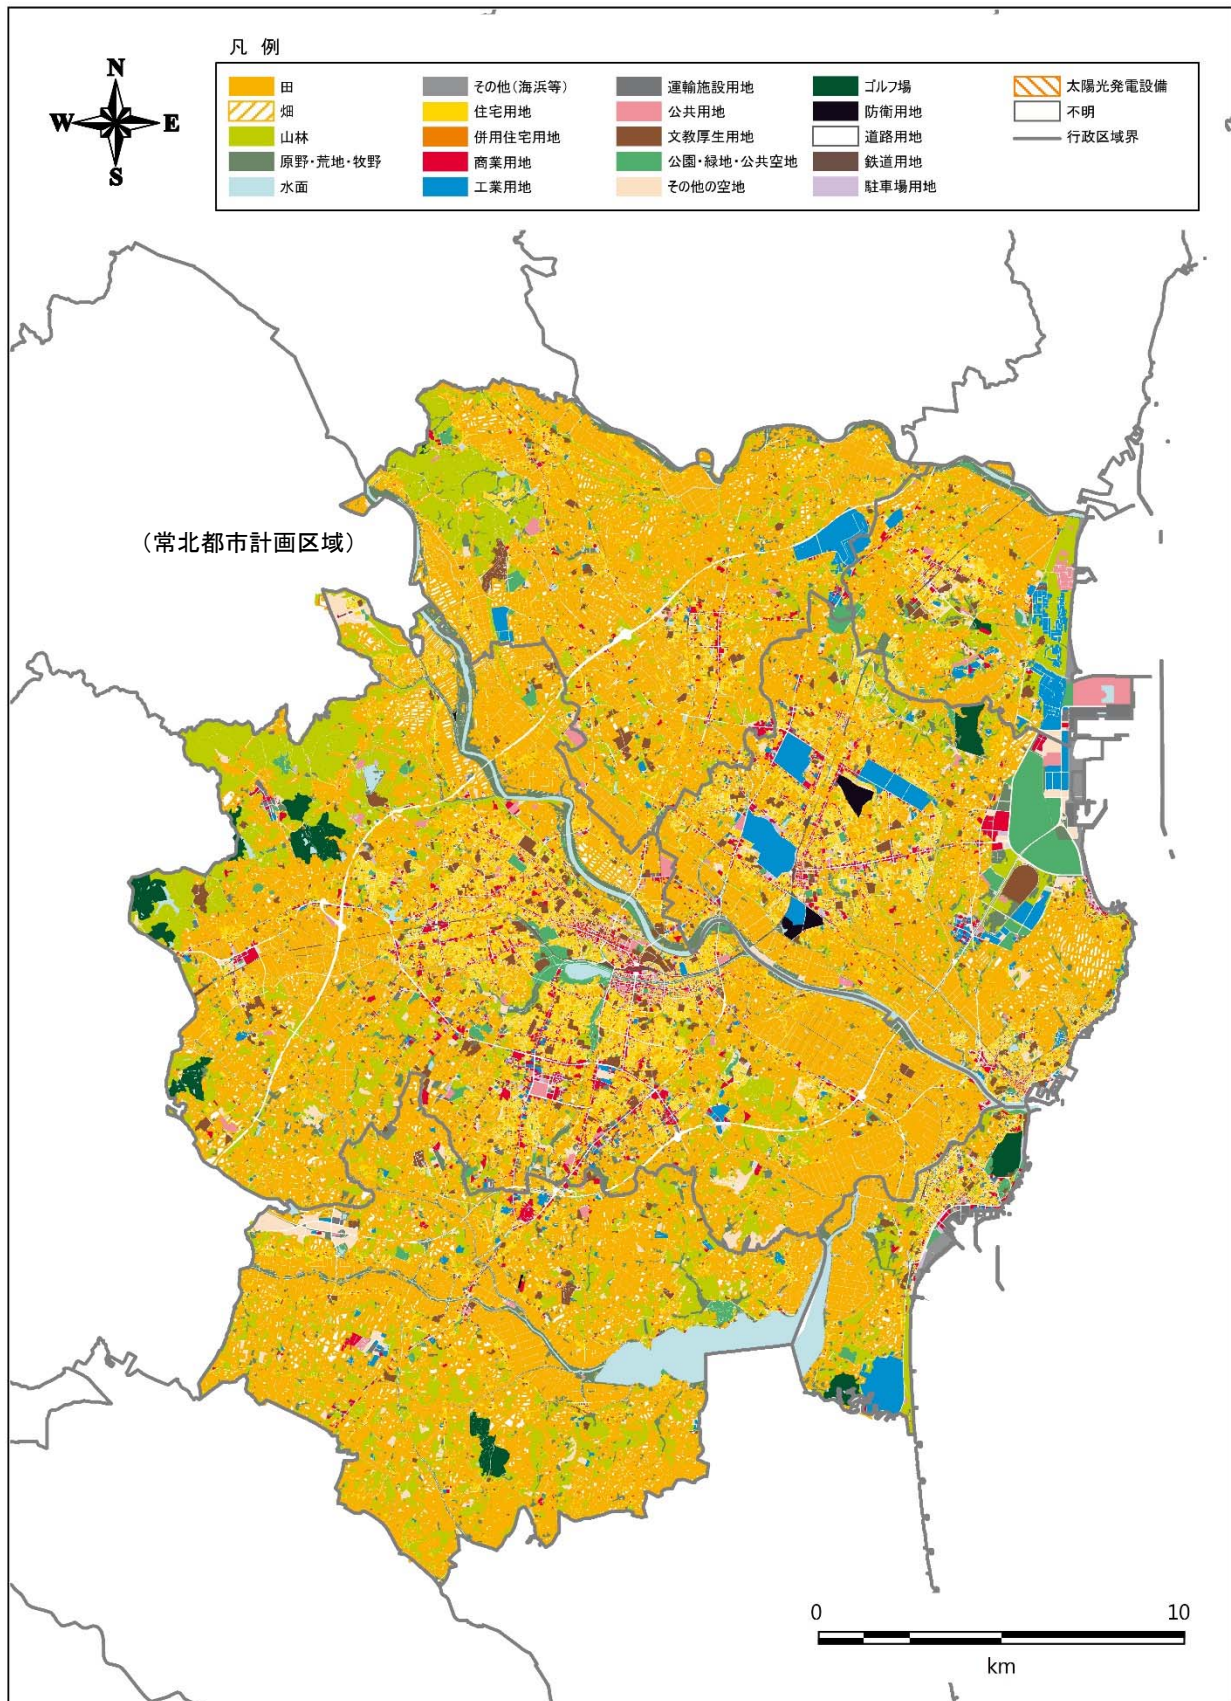 凡 例
N
W E
S
田
畑
山林
原野・荒地・牧野
水面
その他(海浜等)
住宅用地
併用住宅用地
商業用地
工業用地
運輸施設用地
公共用地
文教厚生用地
公園・緑地・公共空地
その他の空地
ゴルフ場
防衛用地
道路用地
鉄道用地
駐車場用地
太陽光発電設備
不明
行政区域界
(常北都市計画区域)
0 10
km